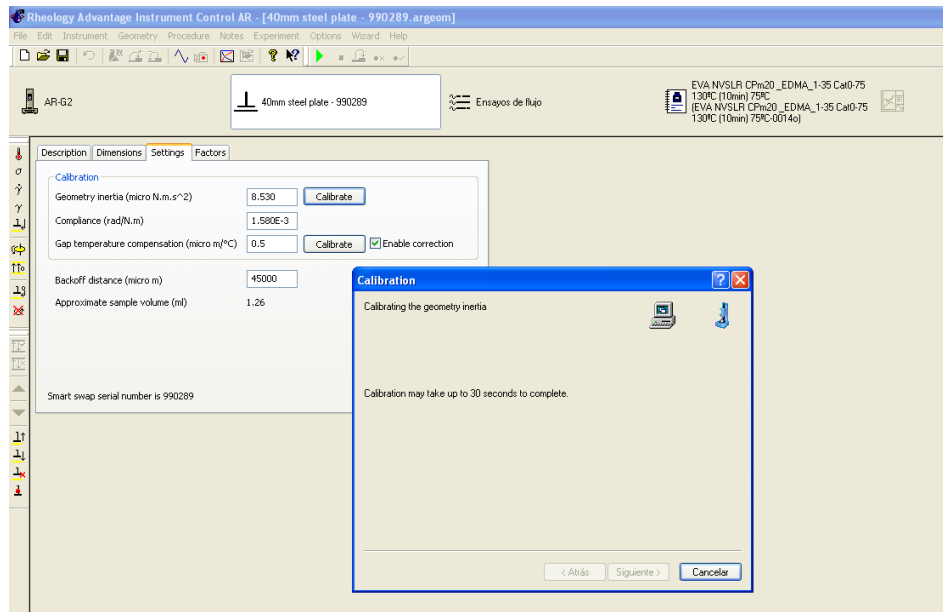 Rheology Advantage Instrument Control AR - [40mm steel plate - 990289.argeom]
File Edit Instrument Geometry Procedure Notes Experiment Options Wizard Help
AR-G2
40mm steel plate - 990289
Ensayos de flujo
EVA NVSLR CPm20 _EDMA_1-35 Cat0-75
130ºC (10min) 75ºC
(EVA NVSLR CPm20 _EDMA_1-35 Cat0-75
130ºC (10min) 75ºC-0014o)
Description Dimensions Settings Factors
Calibration
Geometry inertia (micro N.m.s^2) 8.530 Calibrate
Compliance (rad/N.m) 1.580E-3
Gap temperature compensation (micro m/°C) 0.5 Calibrate Enable correction
Backoff distance (micro m) 45000
Approximate sample volume (ml) 1.26
Smart swap serial number is 990289
Calibration
Calibrating the geometry inertia
Calibration may take up to 30 seconds to complete.
< Atrás Siguiente > Cancelar